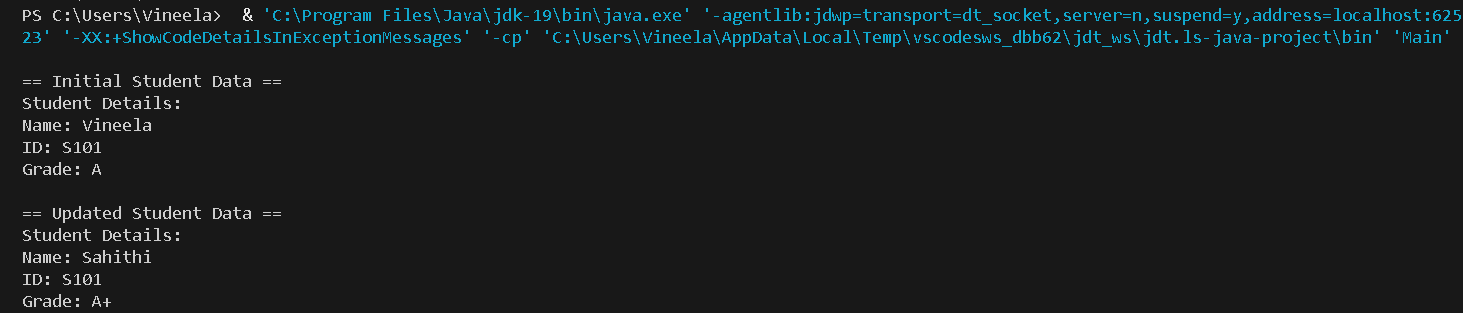 PS C:\Users\Vineela>  & 'C:\Program Files\Java\jdk-19\bin\java.exe' '-agentlib:jdwp=transport=dt_socket,server=n,suspend=y,address=localhost:625
23' '-XX:+ShowCodeDetailsInExceptionMessages' '-cp' 'C:\Users\Vineela\AppData\Local\Temp\vscodesws_dbb62\jdt_ws\jdt.ls-java-project\bin' 'Main'
== Initial Student Data ==
Student Details:
Name: Vineela
ID: S101
Grade: A
== Updated Student Data ==
Student Details:
Name: Sahithi
ID: S101
Grade: A+